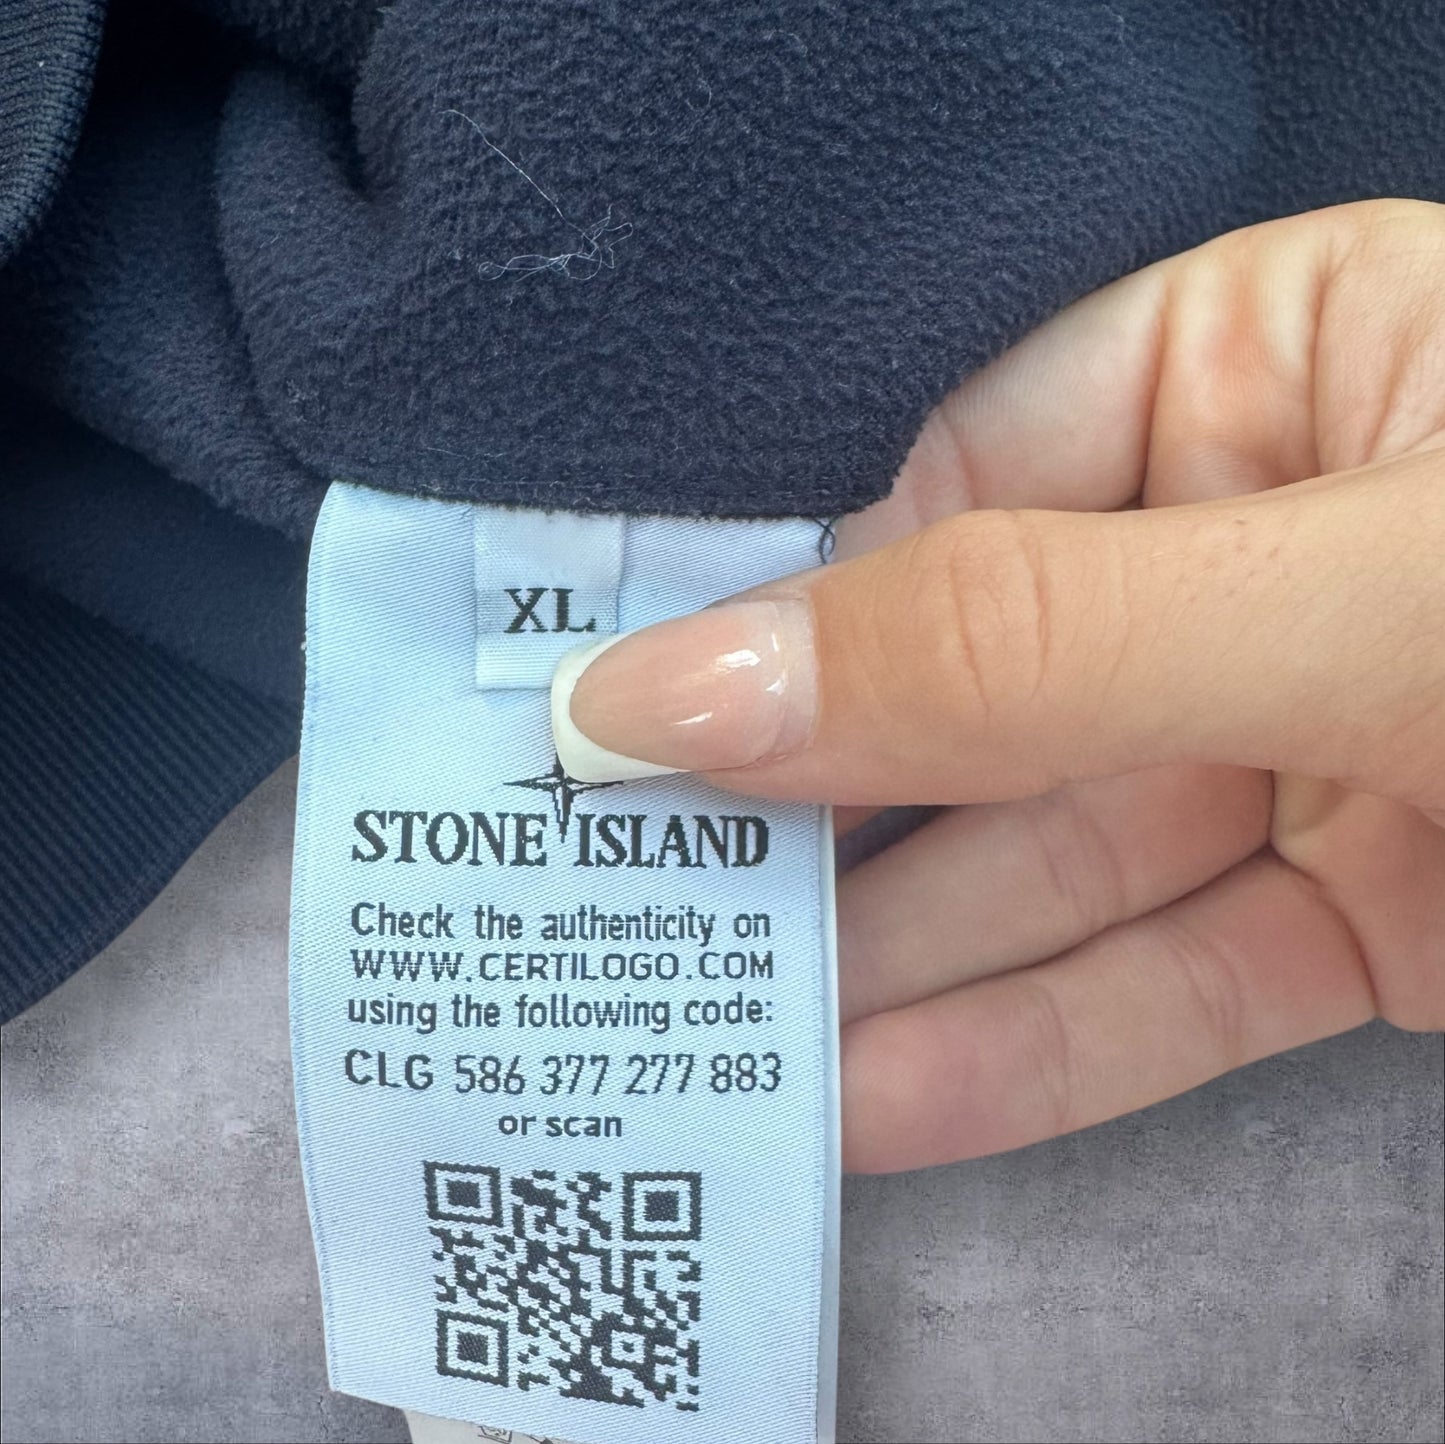 XL
STONE ISLAND
Check the authenticity on
WWW.CERTILOGO.COM
using the following code:
CLG 586 377 277 883
or scan